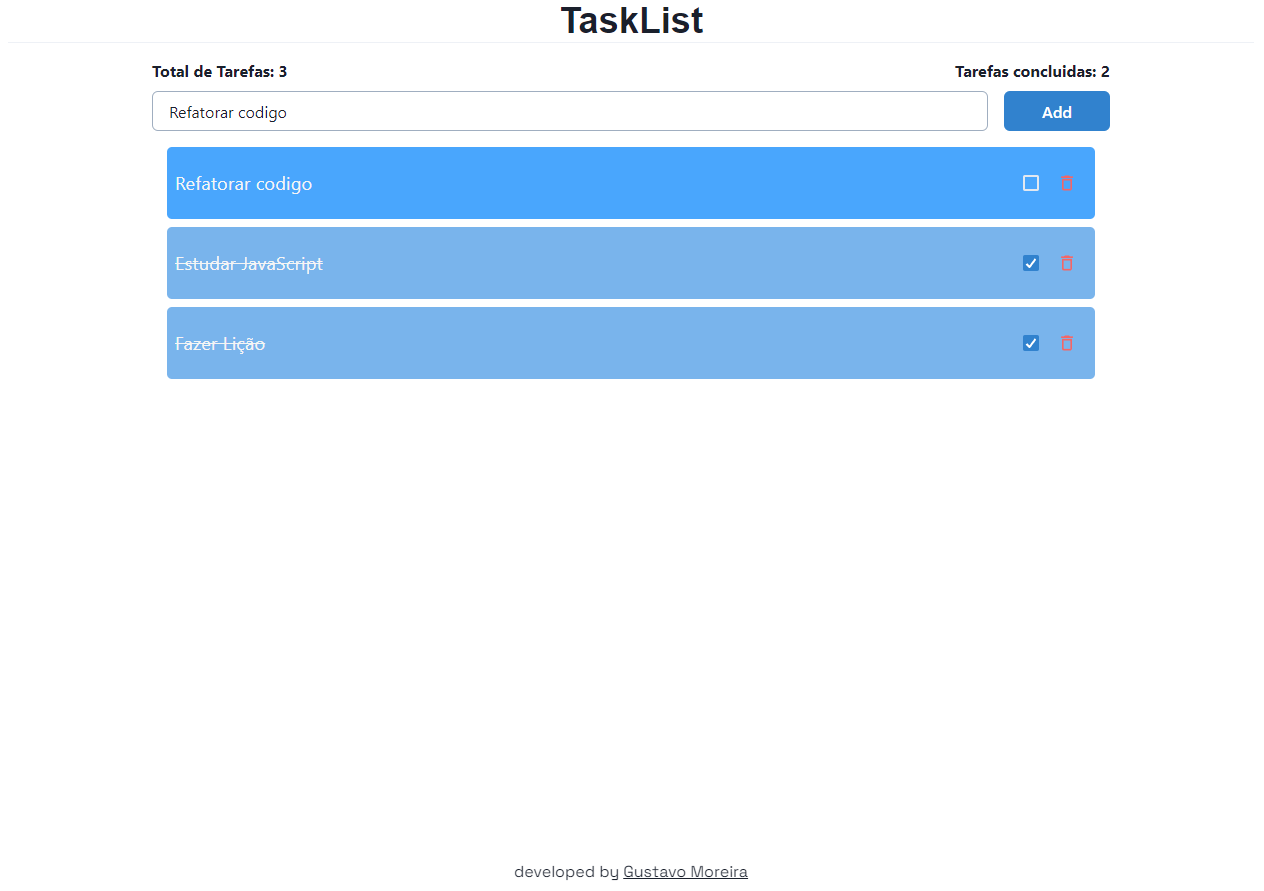 TaskList
Total de Tarefas: 3
Tarefas concluidas: 2
Refatorar codigo
Add
Refatorar codigo
Estudar JavaScript
Fazer Lição
developed by Gustavo Moreira